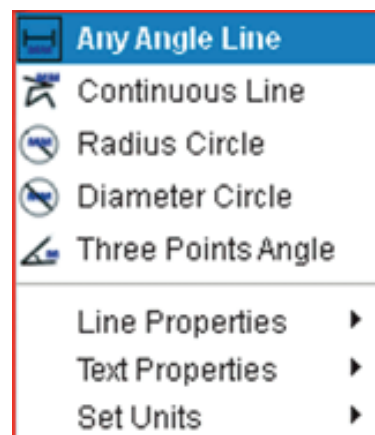 Any Angle Line
Continuous Line
Radius Circle
Diameter Circle
Three Points Angle
Line Properties
Text Properties
Set Units